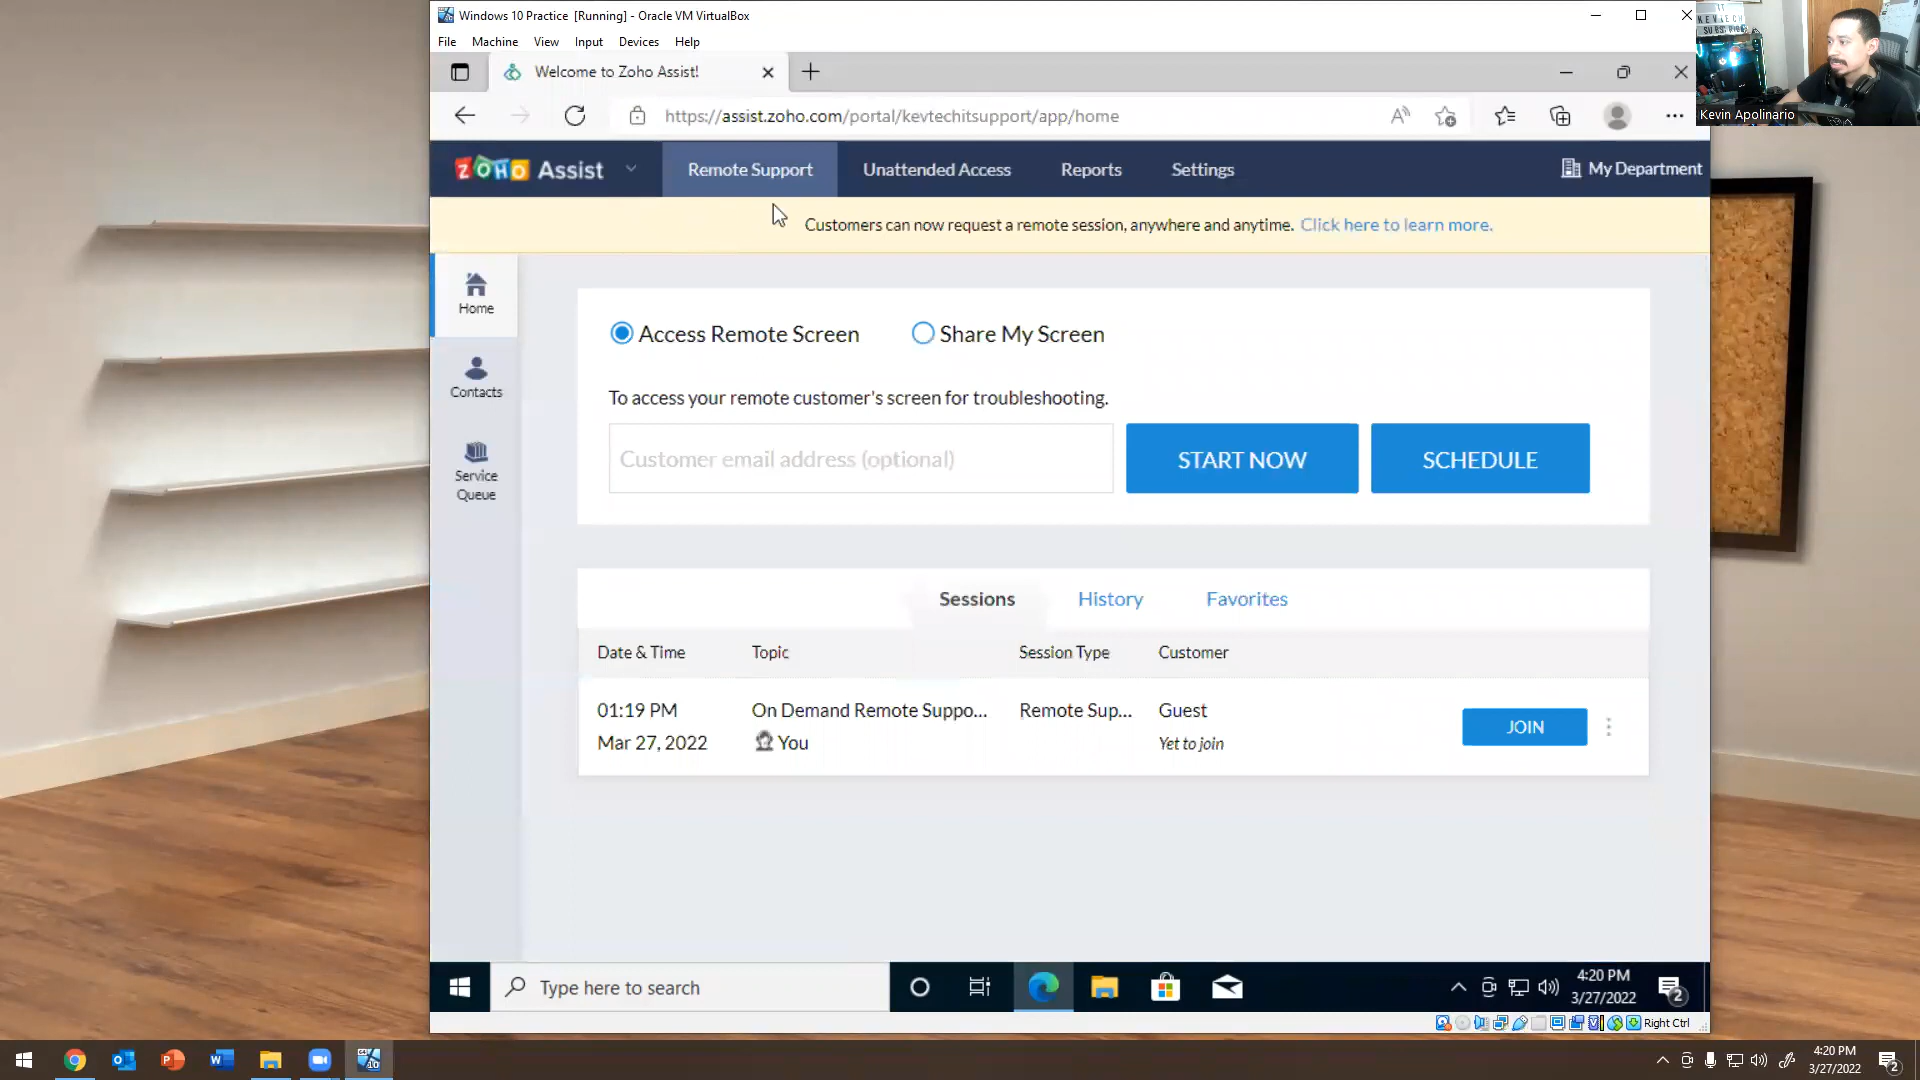 Windows 10 Practice [Running] - Oracle VM VirtualBox
File Machine View Input Devices Help
KEVTECH
SUBSCRIBE
Kevin Apolinario
Welcome to Zoho Assist!
https://assist.zoho.com/portal/kevtechitsupport/app/home
ZOHO Assist
Remote Support
Unattended Access
Reports
Settings
My Department
Customers can now request a remote session, anywhere and anytime. Click here to learn more.
Home
Contacts
Service
Queue
Access Remote Screen
Share My Screen
To access your remote customer's screen for troubleshooting.
Customer email address (optional)
START NOW
SCHEDULE
Sessions
History
Favorites
Date & Time
Topic
Session Type
Customer
01:19 PM
On Demand Remote Suppo...
Remote Sup...
Guest
Mar 27, 2022
You
Yet to join
JOIN
Type here to search
4:20 PM
3/27/2022
2
Right Ctrl
4:20 PM
3/27/2022
2